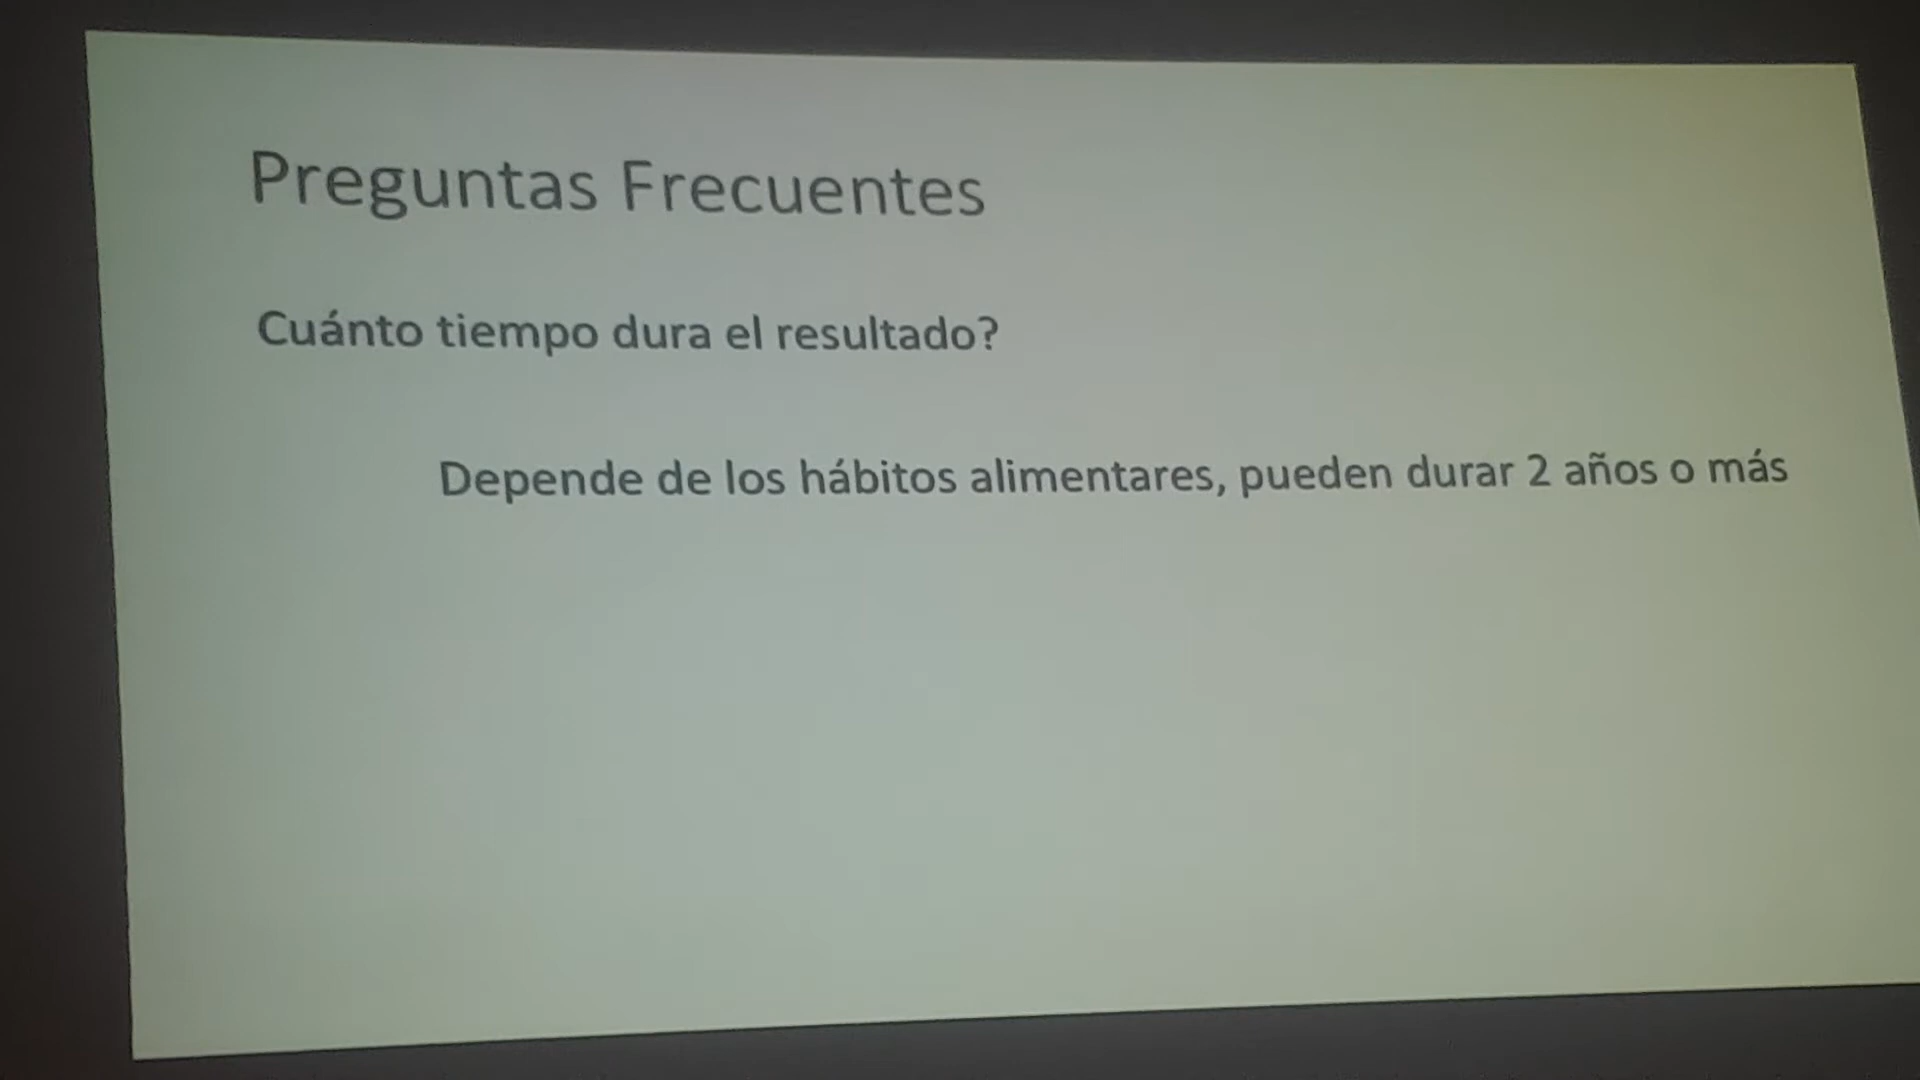 Preguntas Frecuentes
Cuánto tiempo dura el resultado?
Depende de los hábitos alimentares, pueden durar 2 años o más